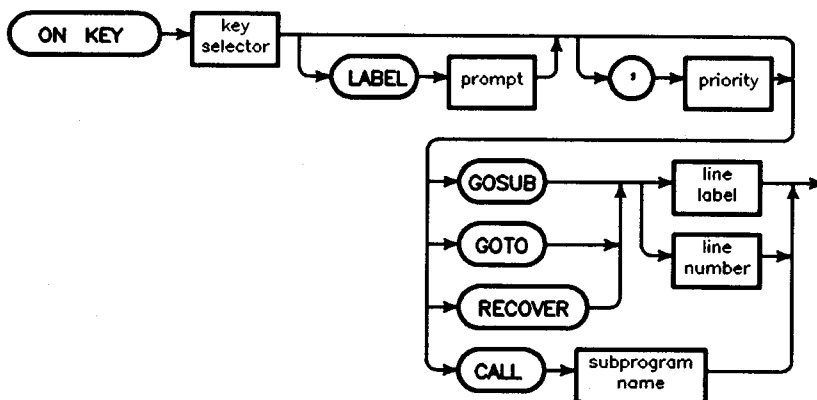 ON KEY
key
selector
LABEL
prompt
,
priority
GOSUB
line
label
GOTO
line
number
RECOVER
CALL
subprogram
name